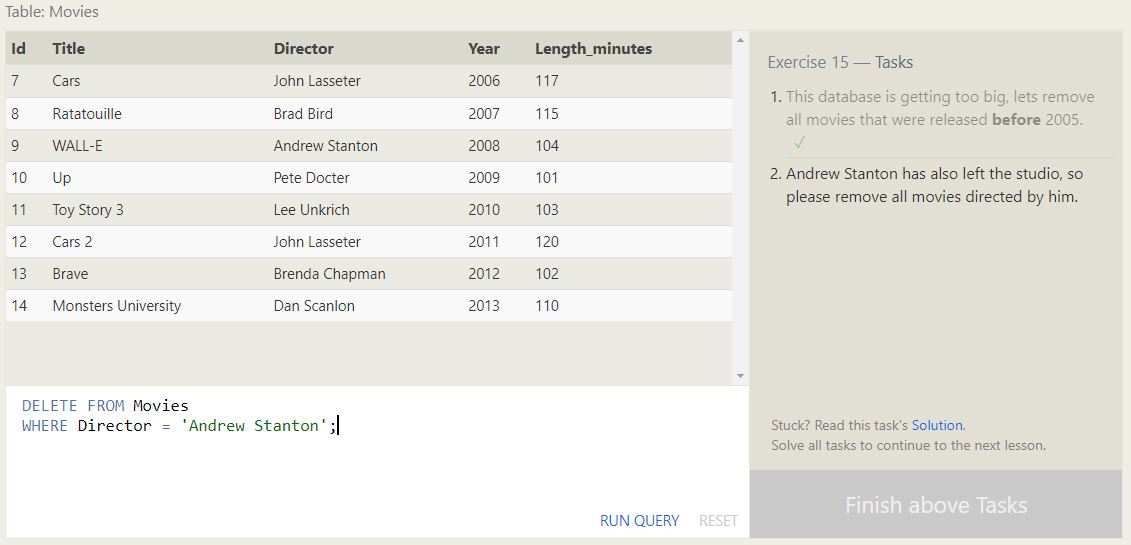 Table: Movies
Id Title Director Year Length_minutes
7 Cars John Lasseter 2006 117
8 Ratatouille Brad Bird 2007 115
9 WALL-E Andrew Stanton 2008 104
10 Up Pete Docter 2009 101
11 Toy Story 3 Lee Unkrich 2010 103
12 Cars 2 John Lasseter 2011 120
13 Brave Brenda Chapman 2012 102
14 Monsters University Dan Scanlon 2013 110
DELETE FROM Movies
WHERE Director = 'Andrew Stanton';
RUN QUERY RESET
Exercise 15 — Tasks
1. This database is getting too big, lets remove
all movies that were released before 2005.
✓
2. Andrew Stanton has also left the studio, so
please remove all movies directed by him.
Stuck? Read this task's Solution.
Solve all tasks to continue to the next lesson.
Finish above Tasks